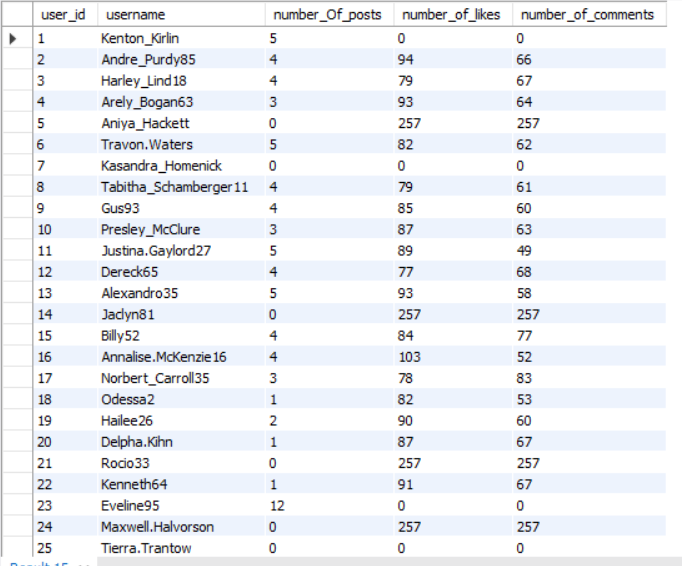 user_id username number_Of_posts number_of_likes number_of_comments
1 Kenton_Kirlin 5 0 0
2 Andre_Purdy85 4 94 66
3 Harley_Lind18 4 79 67
4 Arely_Bogan63 3 93 64
5 Aniya_Hackett 0 257 257
6 Travon.Waters 5 82 62
7 Kasandra_Homenick 0 0 0
8 Tabitha_Schamberger11 4 79 61
9 Gus93 4 85 60
10 Presley_McClure 3 87 63
11 Justina.Gaylord27 5 89 49
12 Dereck65 4 77 68
13 Alexandro35 5 93 58
14 Jaclyn81 0 257 257
15 Billy52 4 84 77
16 Annalise.McKenzie16 4 103 52
17 Norbert_Carroll35 3 78 83
18 Odessa2 1 82 53
19 Hailee26 2 90 60
20 Delpha.Kihn 1 87 67
21 Rocio33 0 257 257
22 Kenneth64 1 91 67
23 Eveline95 12 0 0
24 Maxwell.Halvorson 0 257 257
25 Tierra.Trantow 0 0 0